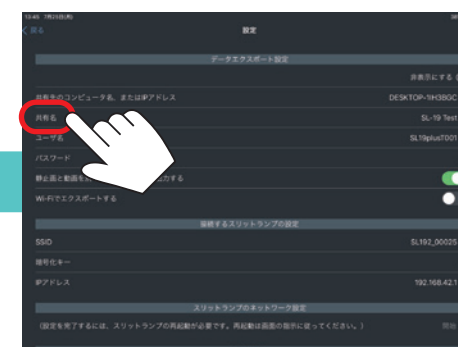 13:45 7月25日(月)
戻る
設定
データエクスポート設定
非表示にする
共有先のコンピュータ名、またはIPアドレス DESKTOP-1IH38GC
共有名 SL-19 Test
ユーザ名 SL19plusT001
パスワード
静止画と動画を 力する
Wi-Fiでエクスポートする
接続するスリットランプの設定
SSID SL192_00025
暗号化キー
IPアドレス 192.168.42.1
スリットランプのネットワーク設定
(設定を完了するには、スリットランプの再起動が必要です。再起動は画面の指示に従ってください。) 開始